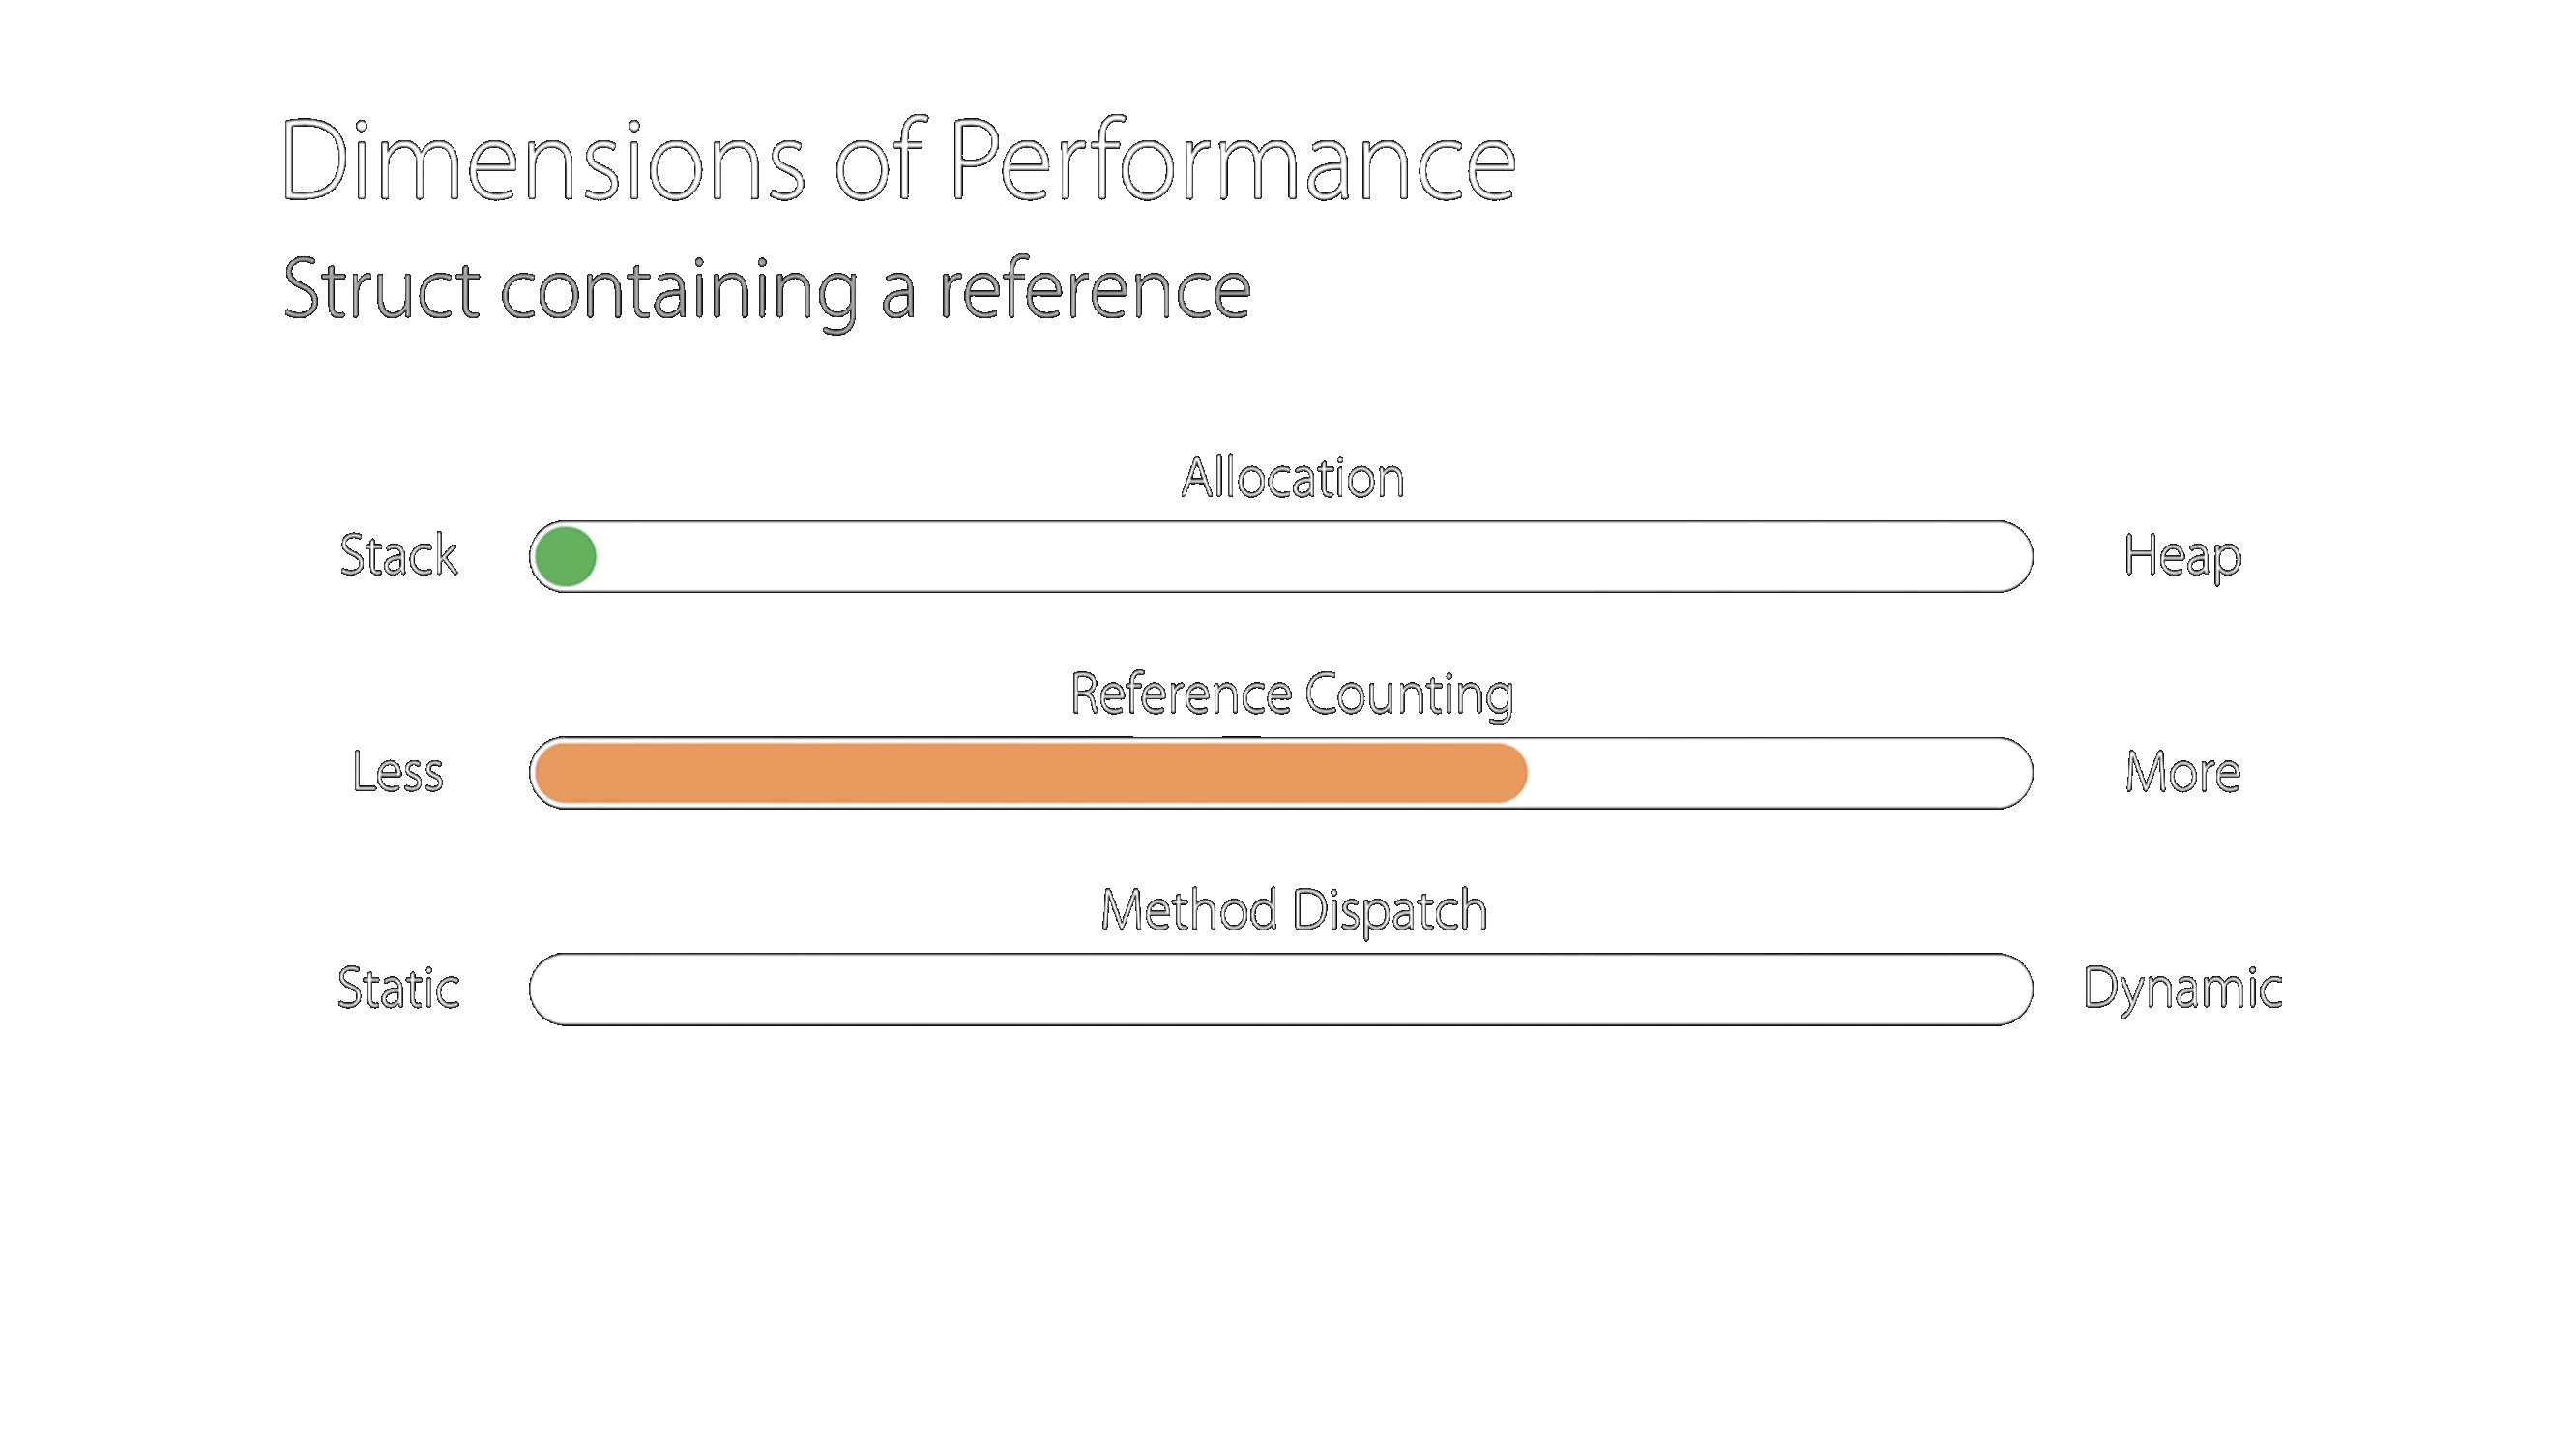 Dimensions of Performance
Struct containing a reference
Allocation
Stack
Heap
Reference Counting
Less
More
Method Dispatch
Static
Dynamic